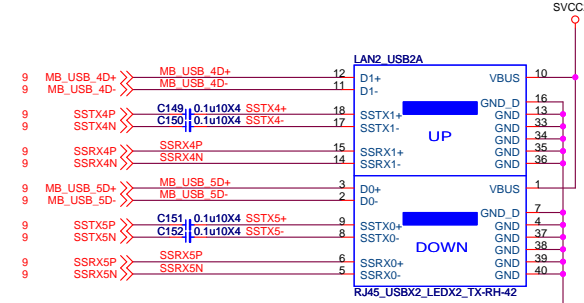 SVCC
LAN2_USB2A
9 MB_USB_4D+ MB_USB_4D+ 12 D1+ VBUS 10
9 MB_USB_4D- MB_USB_4D- 11 D1-
GND_D 16
9 SSTX4P C149 0.1u10X4 SSTX4+ 18 SSTX1+ GND 13
9 SSTX4N C150 0.1u10X4 SSTX4- 17 SSTX1- GND 33
UP GND 34
9 SSRX4P SSRX4P 15 SSRX1+ GND 35
9 SSRX4N SSRX4N 14 SSRX1- GND 36
9 MB_USB_5D+ MB_USB_5D+ 3 D0+ VBUS 1
9 MB_USB_5D- MB_USB_5D- 2 D0-
GND_D 7
9 SSTX5P C151 0.1u10X4 SSTX5+ 9 SSTX0+ GND 4
9 SSTX5N C152 0.1u10X4 SSTX5- 8 SSTX0- GND 37
DOWN GND 38
9 SSRX5P SSRX5P 6 SSRX0+ GND 39
9 SSRX5N SSRX5N 5 SSRX0- GND 40
RJ45_USBX2_LEDX2_TX-RH-42